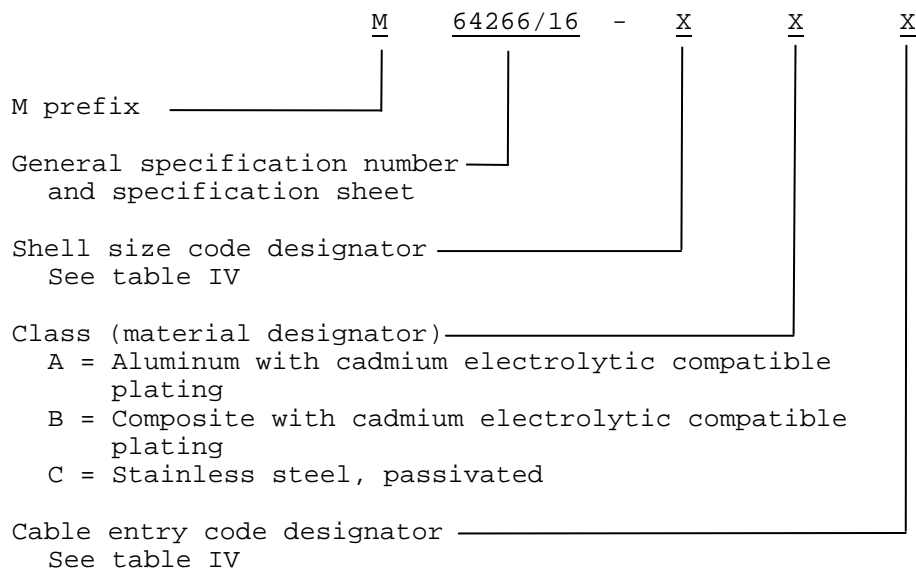 M 64266/16 - X X X
M prefix
General specification number
and specification sheet
Shell size code designator
See table IV
Class (material designator)
A = Aluminum with cadmium electrolytic compatible
plating
B = Composite with cadmium electrolytic compatible
plating
C = Stainless steel, passivated
Cable entry code designator
See table IV